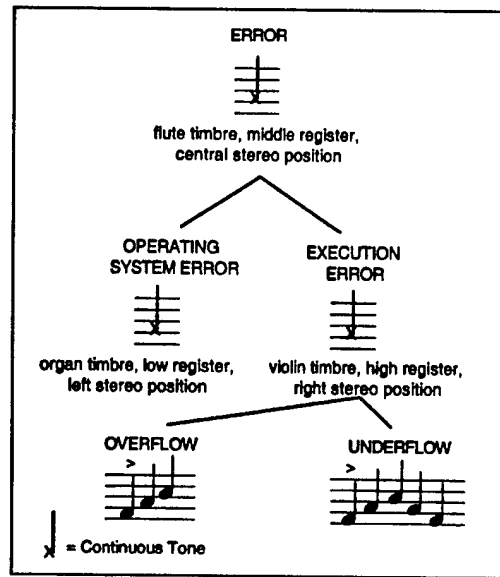 ERROR
flute timbre, middle register,
central stereo position
OPERATING
SYSTEM ERROR
EXECUTION
ERROR
organ timbre, low register,
left stereo position
violin timbre, high register,
right stereo position
OVERFLOW
UNDERFLOW
>
>
x = Continuous Tone